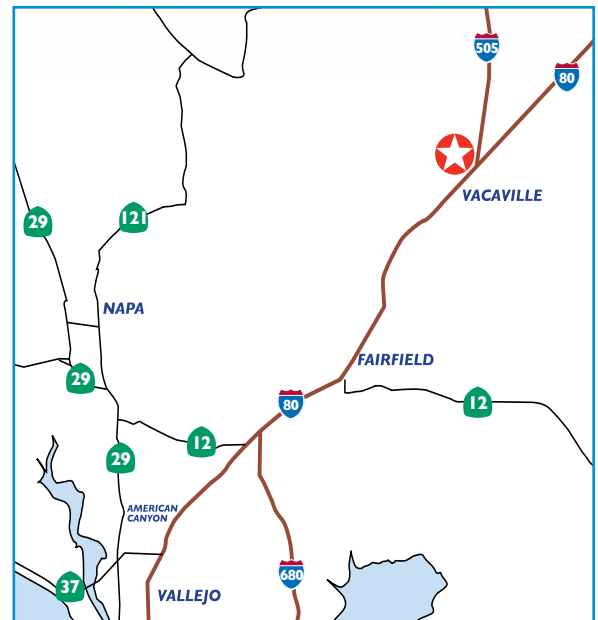 505
80
VACAVILLE
29
121
NAPA
FAIRFIELD
29
80
12
12
29
AMERICAN
CANYON
680
37
VALLEJO